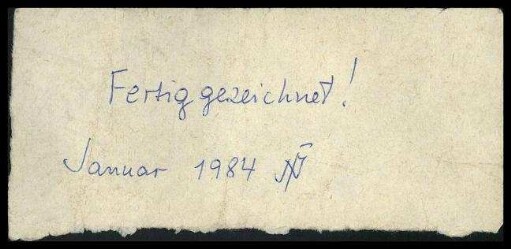 Fertig gezeichnet!
Januar 1984